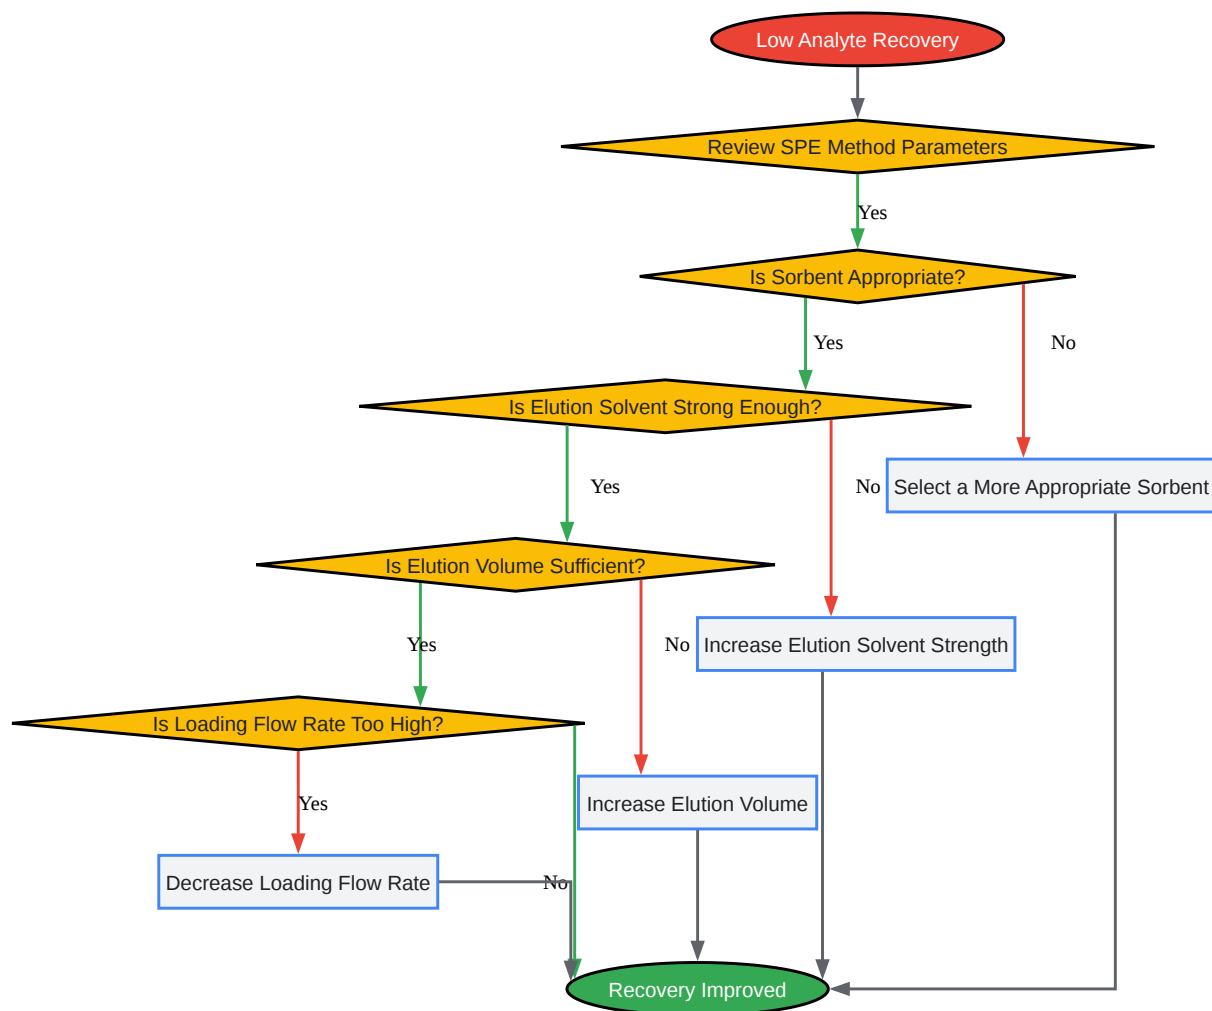 Low Analyte Recovery
Review SPE Method Parameters
Yes
Is Sorbent Appropriate?
Yes
No
Is Elution Solvent Strong Enough?
Yes
No
Select a More Appropriate Sorbent
Is Elution Volume Sufficient?
Yes
No
Increase Elution Solvent Strength
Is Loading Flow Rate Too High?
Yes
Increase Elution Volume
Decrease Loading Flow Rate
No
Recovery Improved